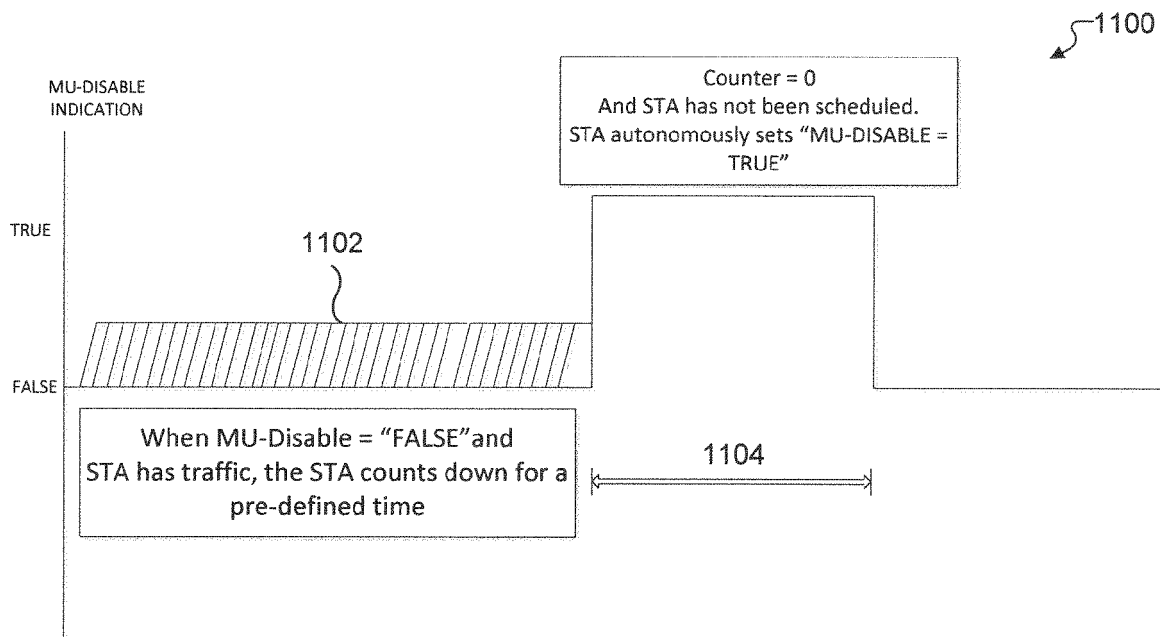 1100
MU-DISABLE
INDICATION
Counter = 0
And STA has not been scheduled.
STA autonomously sets “MU-DISABLE =
TRUE”
TRUE
1102
FALSE
When MU-Disable = “FALSE”and
STA has traffic, the STA counts down for a
pre-defined time
1104